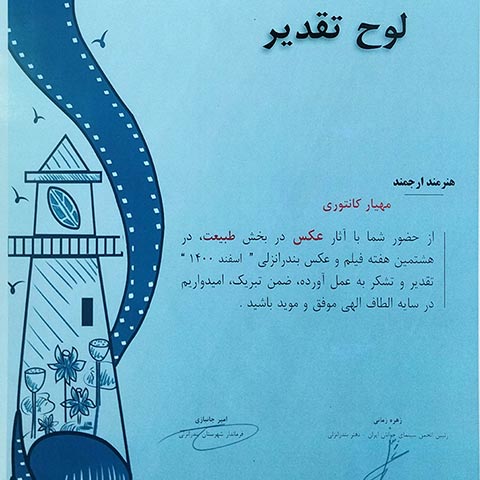 لوح تقدیر
هنرمند ارجمند
مهیار کانتوری
از حضور شما با آثار عکس در بخش طبیعت، در
هشتمین هفته فیلم و عکس بندرانزلی " اسفند ۱۴۰۰ "
تقدیر و تشکر به عمل آورده، ضمن تبریک، امیدواریم
در سایه الطاف الهی موفق و موید باشید .
زهره زمانی
رئیس انجمن سینمای جوانان ایران - دفتر بندرانزلی
امیر جانبازی
فرماندار شهرستان بندرانزلی